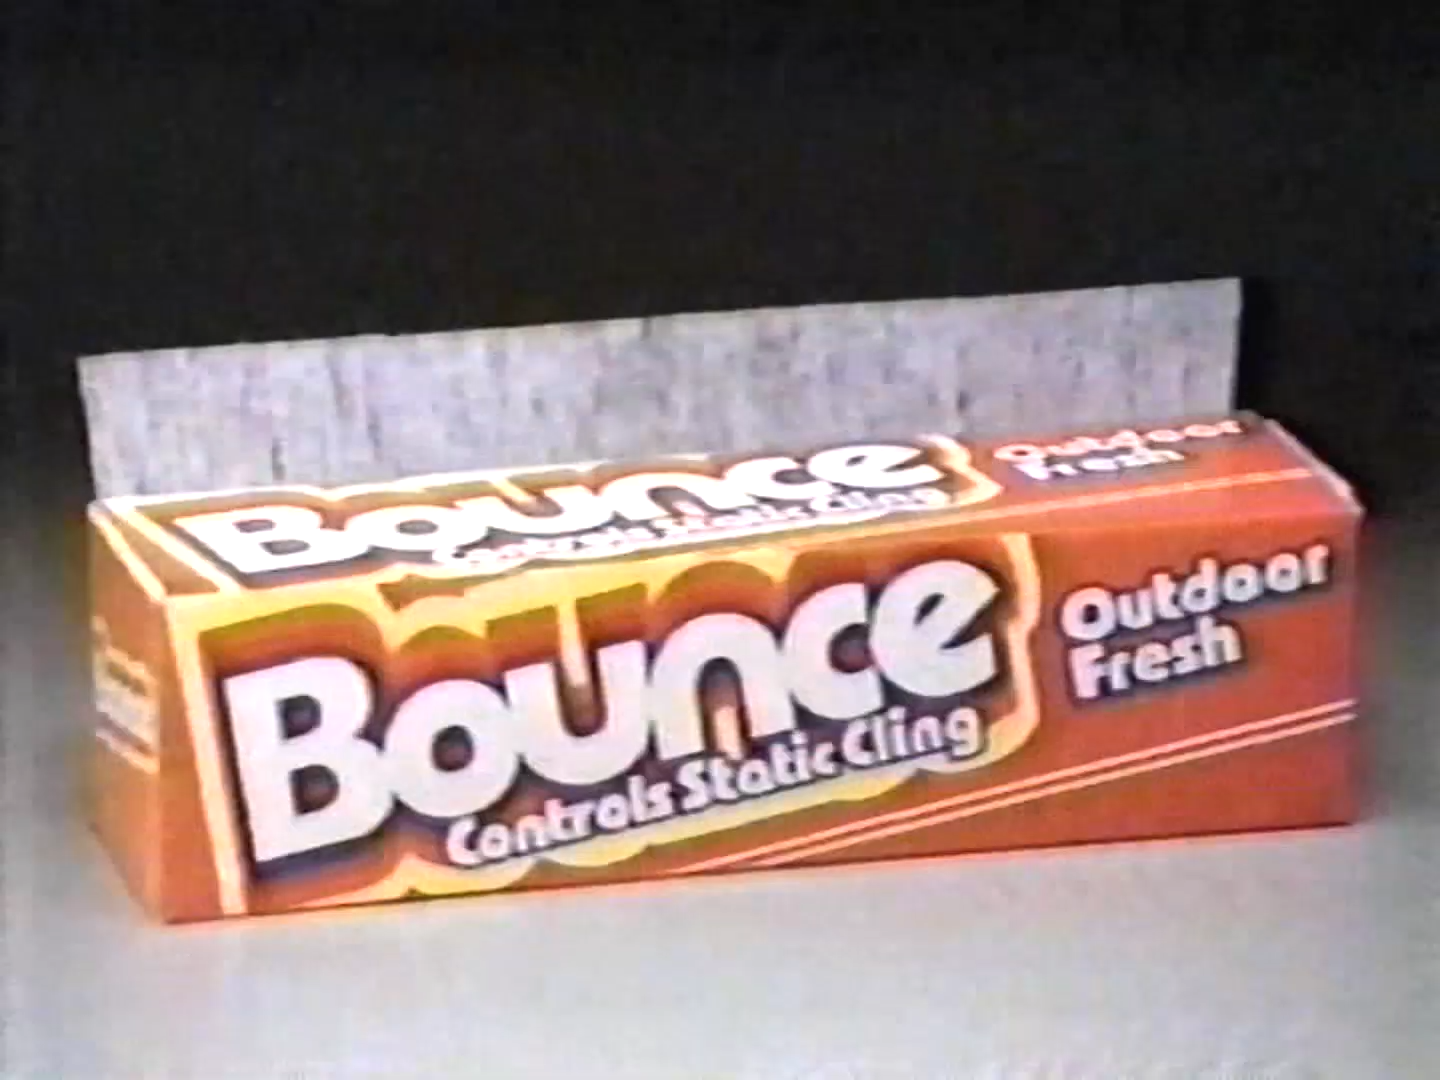 Bounce
Controls Static Cling
Outdoor
Fresh
Bounce
Controls Static Cling
Outdoor
Fresh